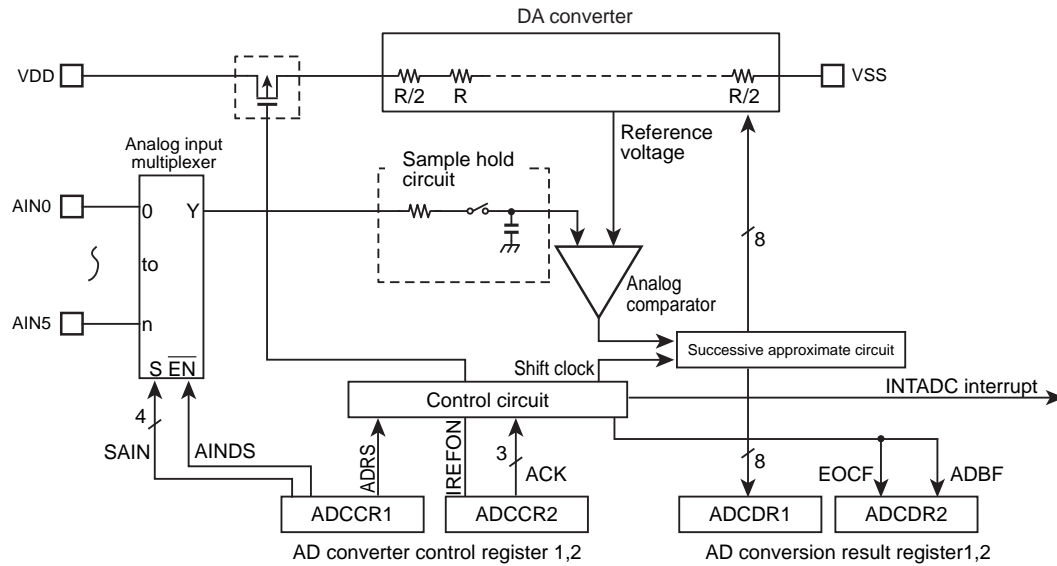 DA converter
VDD
R/2
R
R/2
VSS
Reference
voltage
Analog input
multiplexer
Sample hold
circuit
AIN0
0
Y
8
to
Analog
comparator
AIN5
n
S EN
Successive approximate circuit
Shift clock
INTADC interrupt
Control circuit
4
SAIN
AINDS
ADRS
IREFON
3
ACK
8
EOCF
ADBF
ADCCR1
ADCCR2
ADCDR1
ADCDR2
AD converter control register 1,2
AD conversion result register1,2